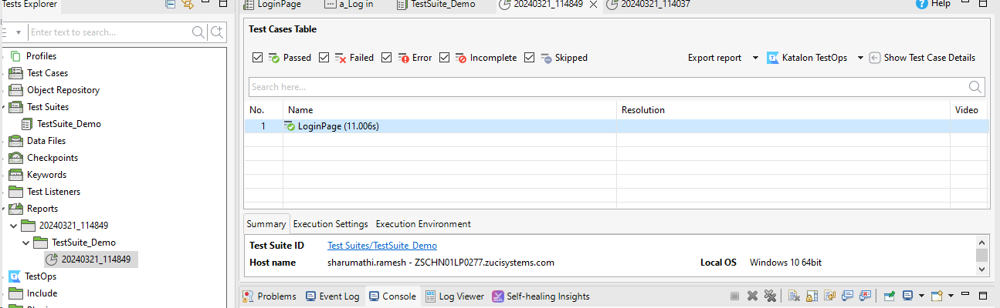 Tests Explorer
LoginPage a_Log in TestSuite_Demo 20240321_114849 20240321_114037 Help
Enter text to search...
Profiles
Test Cases
Object Repository
Test Suites
TestSuite_Demo
Data Files
Checkpoints
Keywords
Test Listeners
Reports
20240321_114849
TestSuite_Demo
20240321_114849
TestOps
Include
Test Cases Table
Passed Failed Error Incomplete Skipped Export report Katalon TestOps Show Test Case Details
Search here...
No. Name Resolution Video
1 LoginPage (11.006s)
Summary Execution Settings Execution Environment
Test Suite ID Test Suites/TestSuite_Demo
Host name sharumathi.ramesh - ZSCHN01LP0277.zucisystems.com Local OS Windows 10 64bit
Problems Event Log Console Log Viewer Self-healing Insights